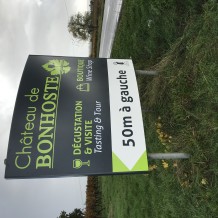 Château de
BONHOSTE
DÉGUSTATION
& VISITE
Tasting & Tour
BOUTIQUE
Wine Shop
50m à gauche